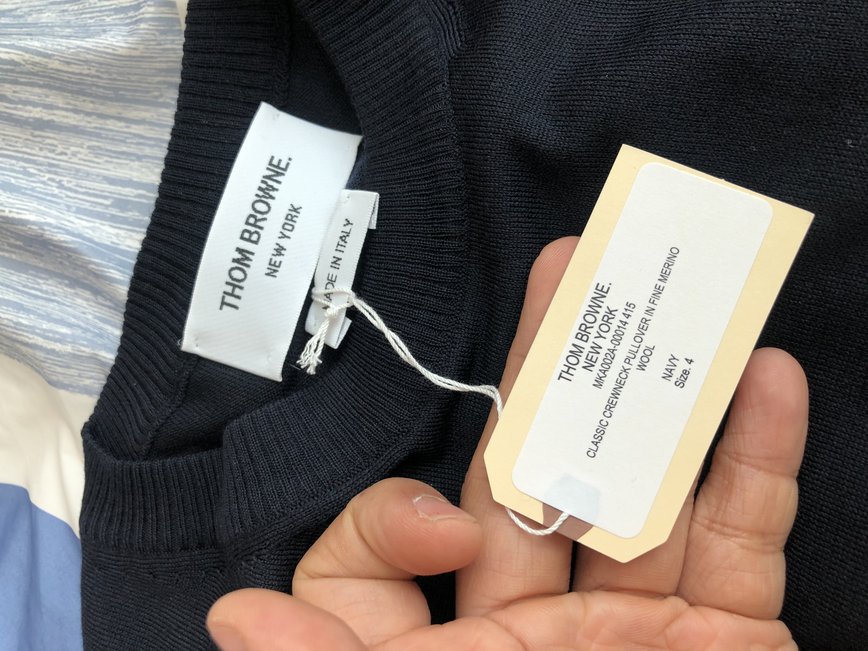 THOM BROWNE.
NEW YORK
MADE IN ITALY
THOM BROWNE.
NEW YORK
MKA002A-00014 415
CLASSIC CREWNECK PULLOVER IN FINE MERINO
WOOL
NAVY
Size. 4